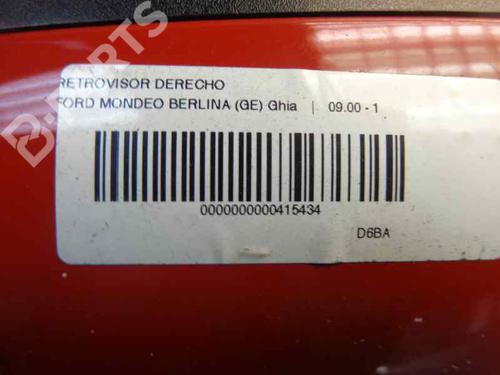 B-PARTS
RETROVISOR DERECHO
FORD MONDEO BERLINA (GE) Ghia | 09.00 - 1
0000000000415434
D6BA